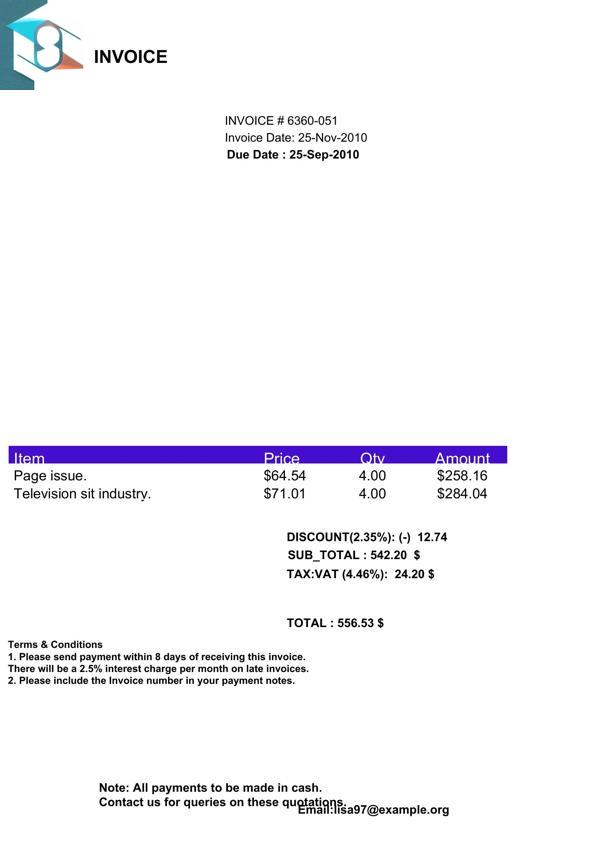 INVOICE
INVOICE # 6360-051
Invoice Date: 25-Nov-2010
Due Date : 25-Sep-2010
Item Price Qty Amount
Page issue. $64.54 4.00 $258.16
Television sit industry. $71.01 4.00 $284.04
DISCOUNT(2.35%): (-) 12.74
SUB_TOTAL : 542.20 $
TAX:VAT (4.46%): 24.20 $
TOTAL : 556.53 $
Terms & Conditions
1. Please send payment within 8 days of receiving this invoice.
There will be a 2.5% interest charge per month on late invoices.
2. Please include the Invoice number in your payment notes.
Note: All payments to be made in cash.
Contact us for queries on these quotations.
Email:lisa97@example.org